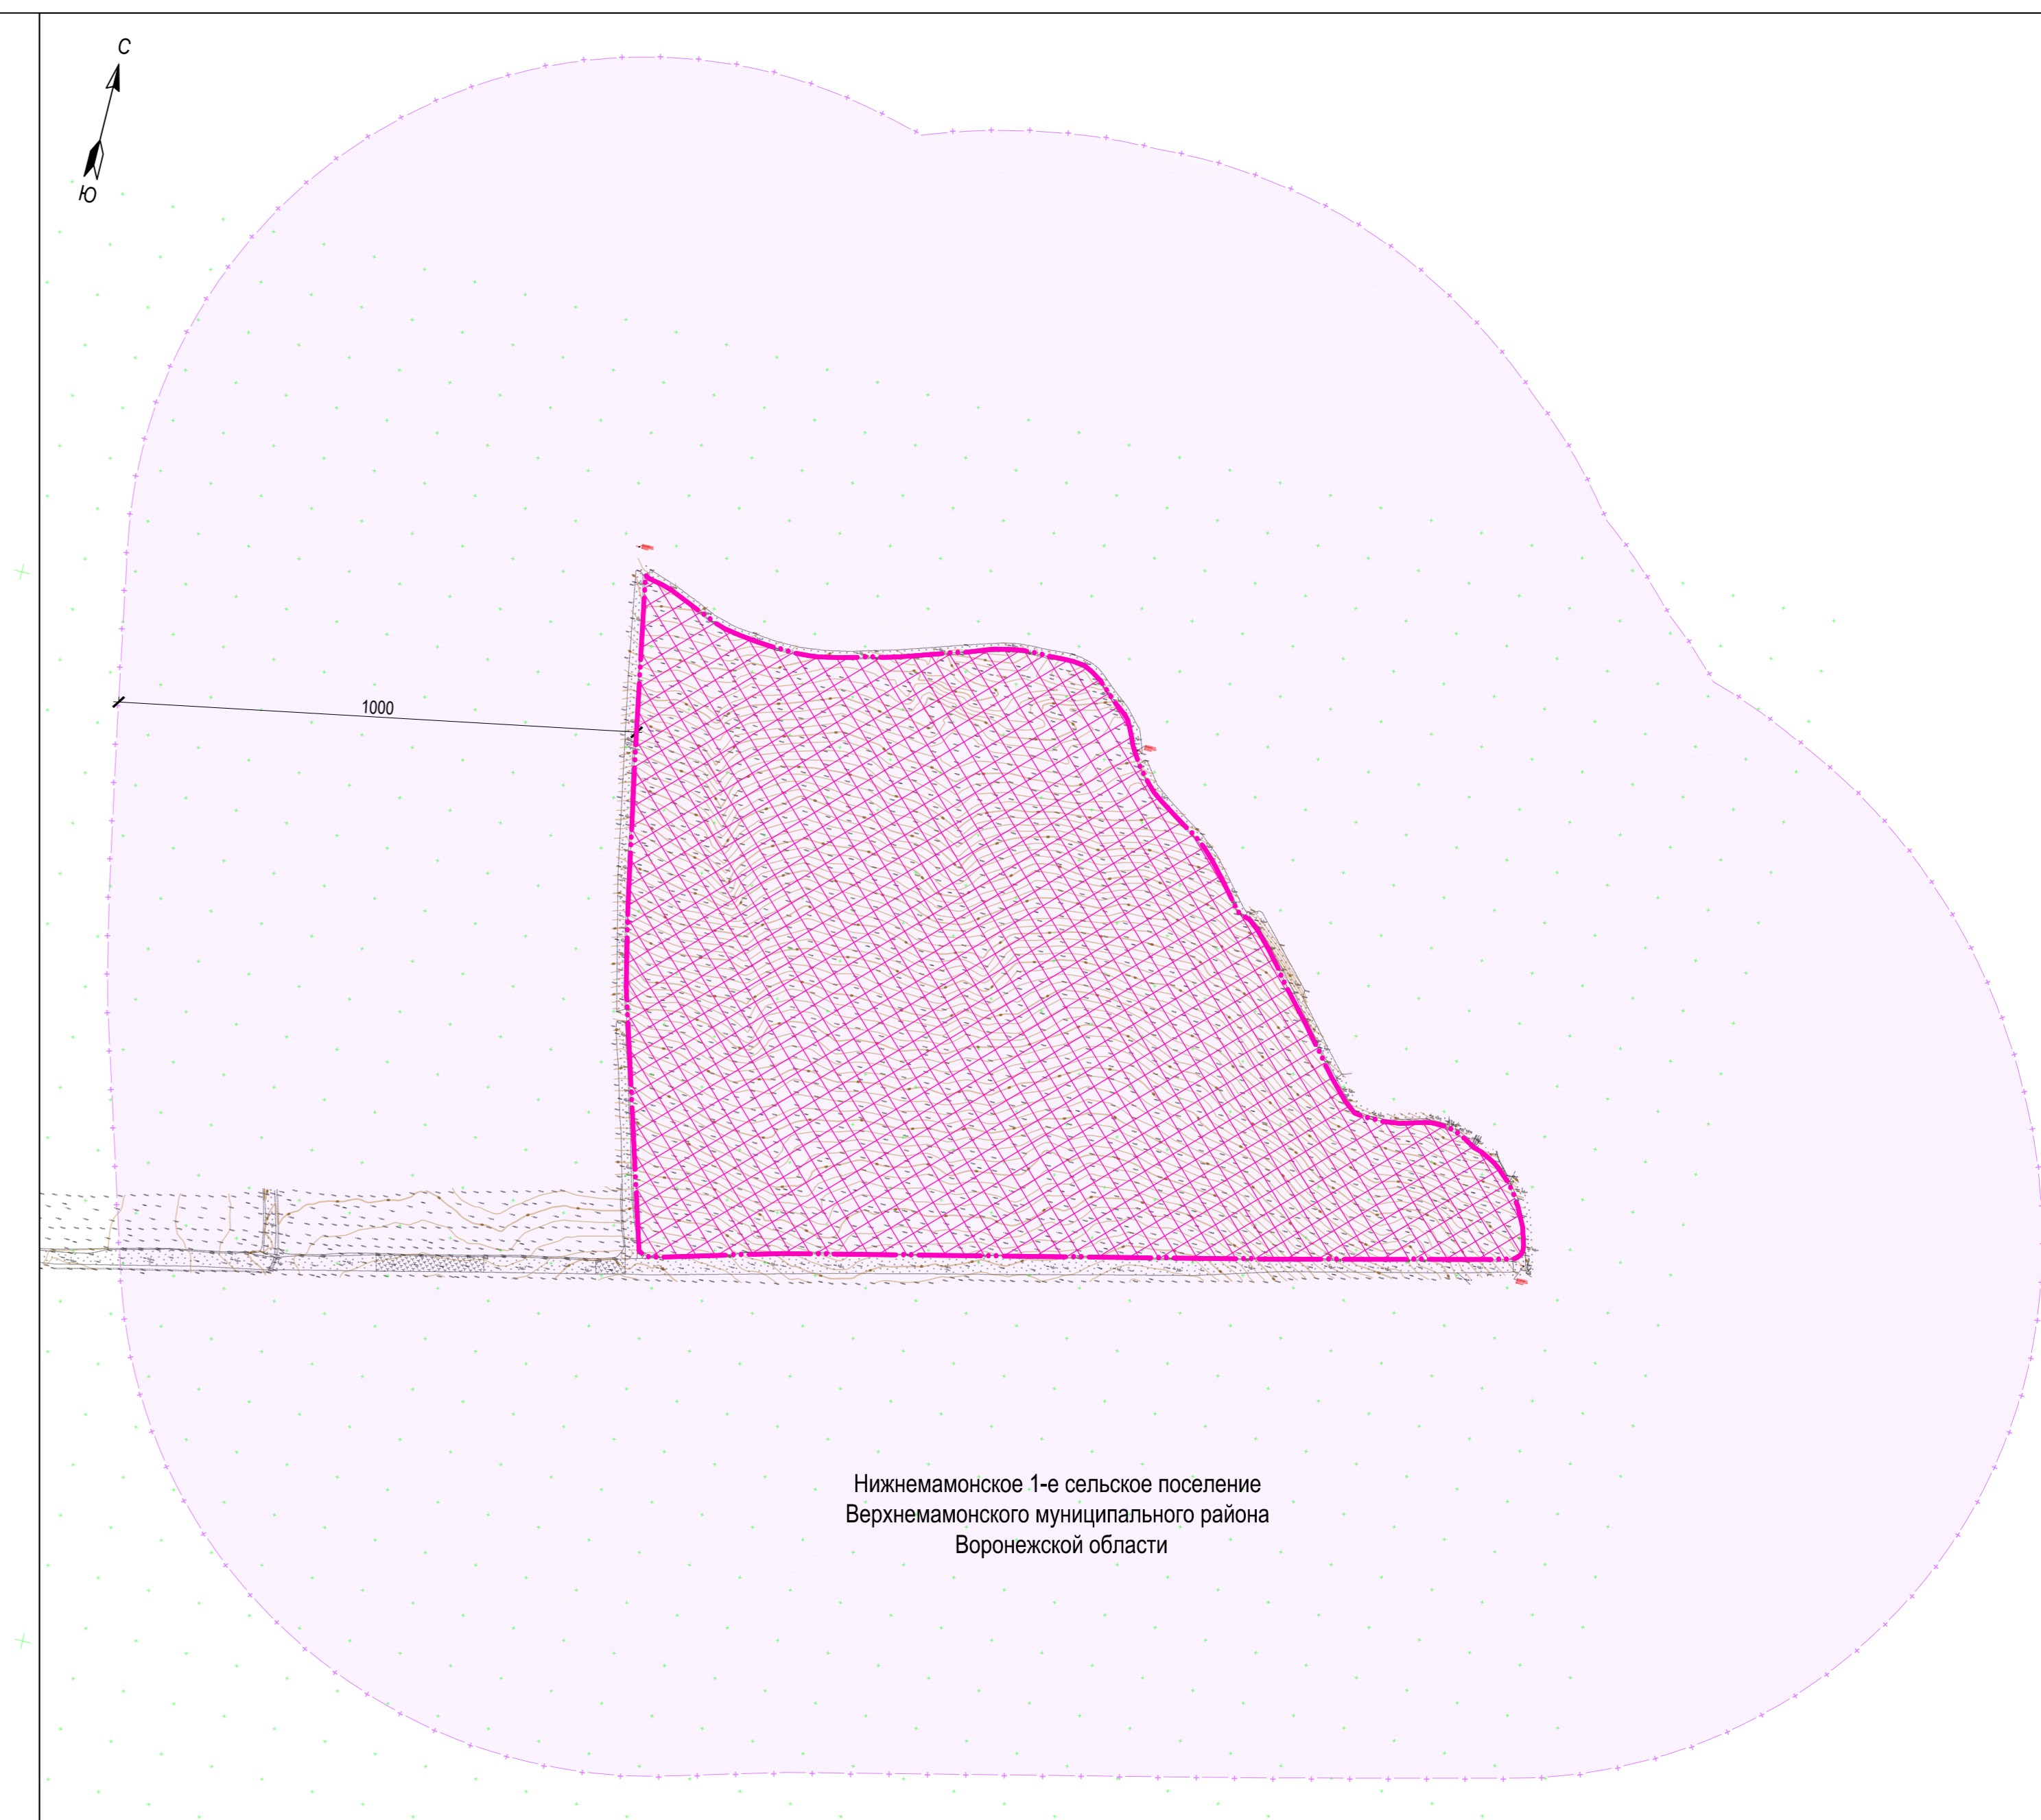 С
Ю
1000
Нижнемамонское 1-е сельское поселение
Верхнемамонского муниципального района
Воронежской области